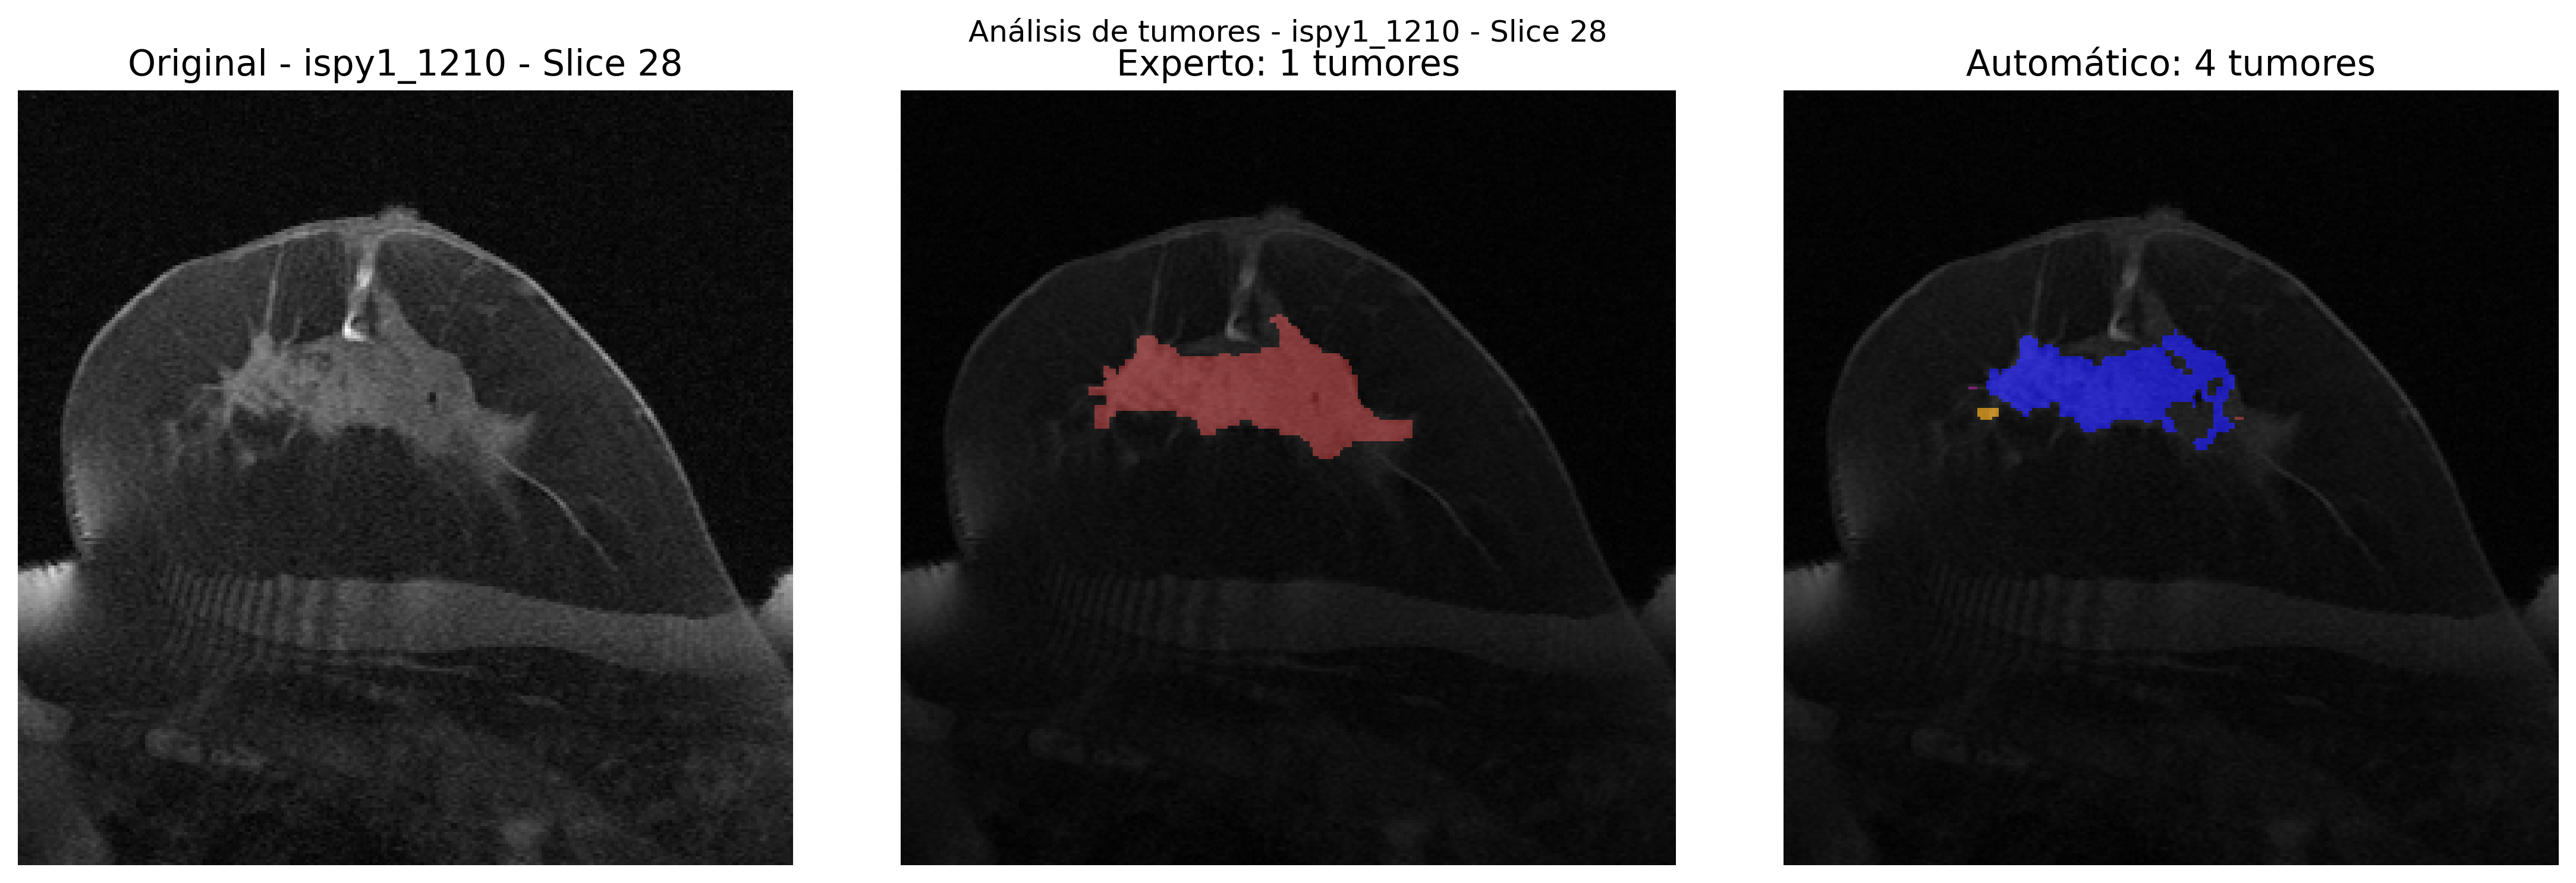 Análisis de tumores - ispy1_1210 - Slice 28
Original - ispy1_1210 - Slice 28
Experto: 1 tumores
Automático: 4 tumores